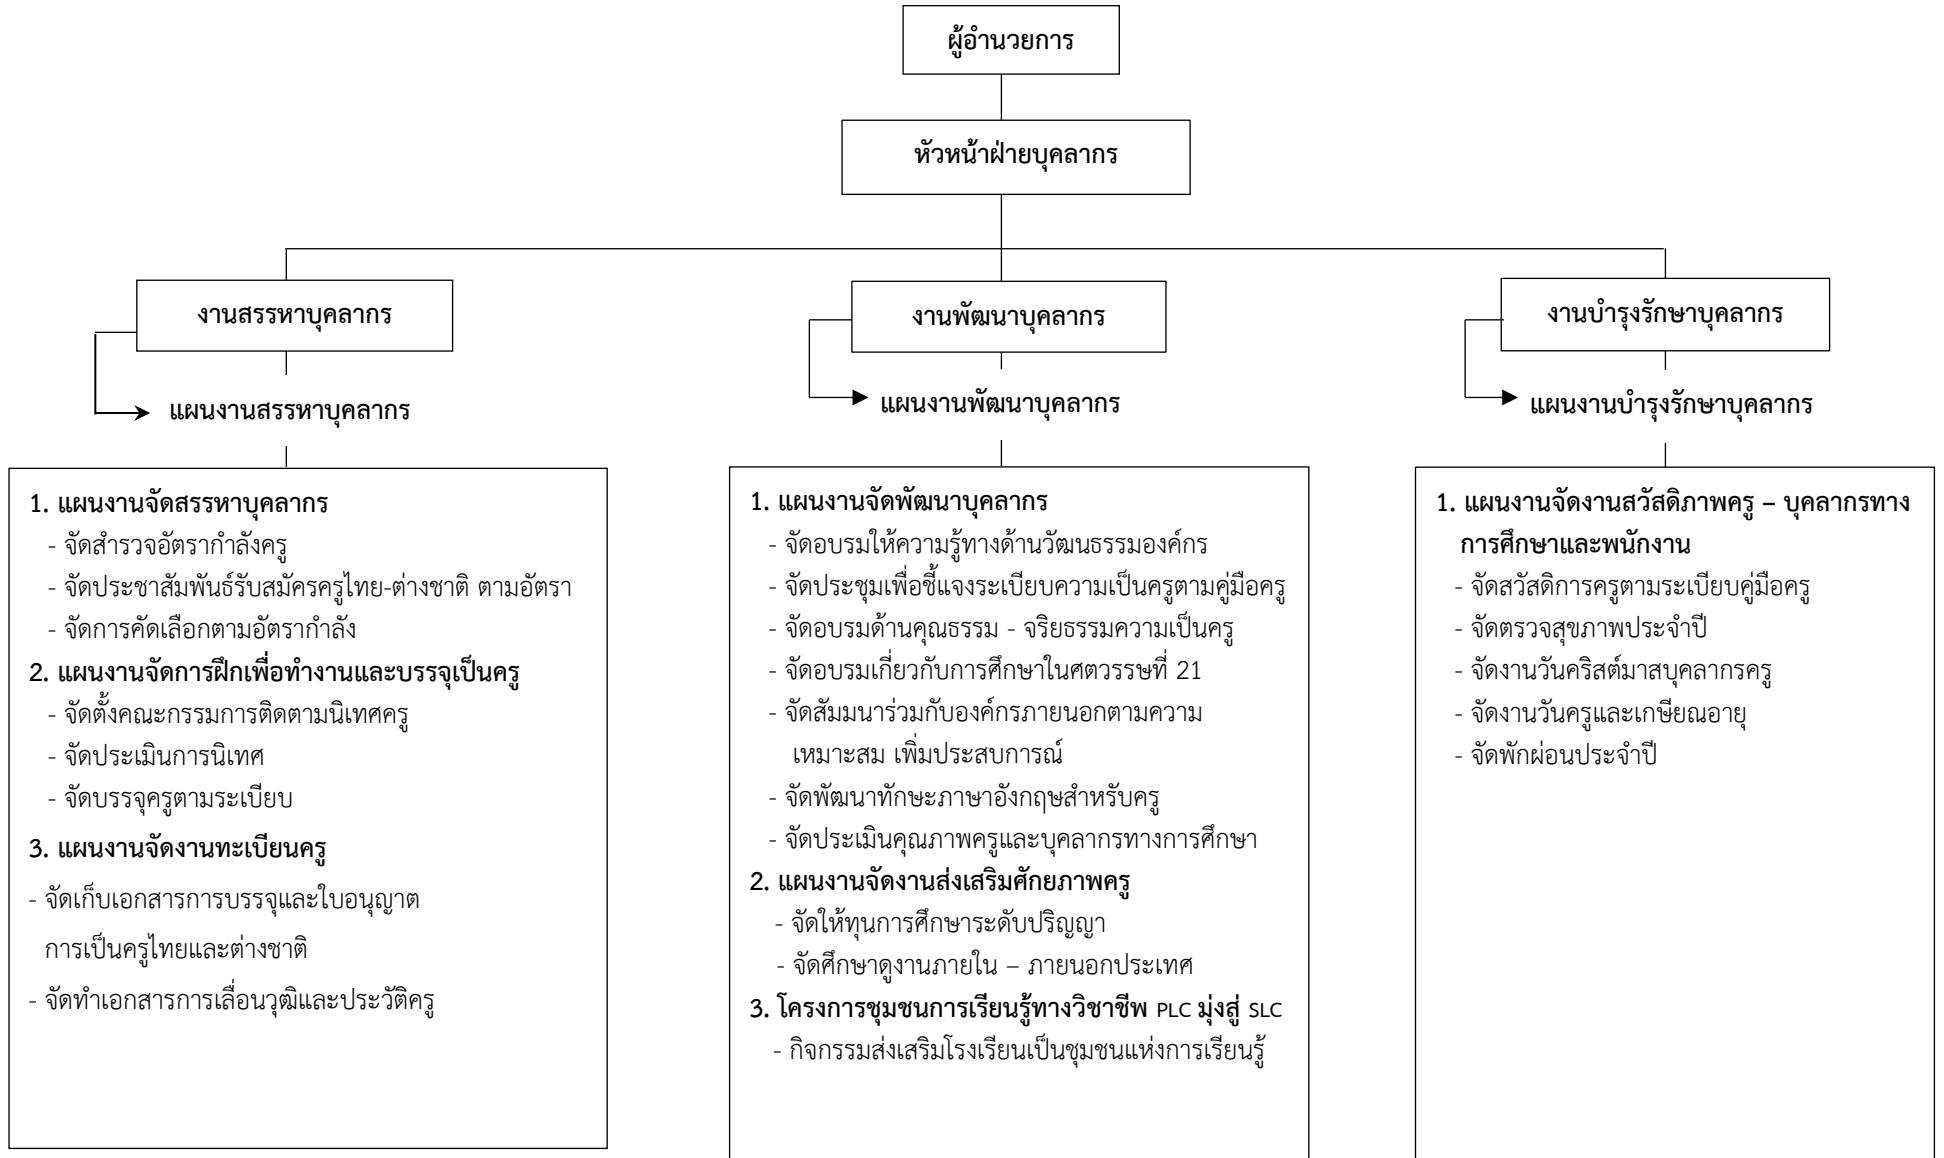 ผู้อำนวยการ
หัวหน้าฝ่ายบุคลากร
งานสรรหาบุคลากร
แผนงานสรรหาบุคลากร
1. แผนงานจัดสรรหาบุคลากร
- จัดสำรวจอัตรากำลังครู
- จัดประชาสัมพันธ์รับสมัครครูไทย-ต่างชาติ ตามอัตรา
- จัดการคัดเลือกตามอัตรากำลัง
2. แผนงานจัดการฝึกเพื่อทำงานและบรรจุเป็นครู
- จัดตั้งคณะกรรมการติดตามนิเทศครู
- จัดประเมินการนิเทศ
- จัดบรรจุครูตามระเบียบ
3. แผนงานจัดงานทะเบียนครู
- จัดเก็บเอกสารการบรรจุและใบอนุญาต
การเป็นครูไทยและต่างชาติ
- จัดทำเอกสารการเลื่อนวุฒิและประวัติครู
งานพัฒนาบุคลากร
แผนงานพัฒนาบุคลากร
1. แผนงานจัดพัฒนาบุคลากร
- จัดอบรมให้ความรู้ทางด้านวัฒนธรรมองค์กร
- จัดประชุมเพื่อชี้แจงระเบียบความเป็นครูตามคู่มือครู
- จัดอบรมด้านคุณธรรม - จริยธรรมความเป็นครู
- จัดอบรมเกี่ยวกับการศึกษาในศตวรรษที่ 21
- จัดสัมมนาร่วมกับองค์กรภายนอกตามความ
เหมาะสม เพิ่มประสบการณ์
- จัดพัฒนาทักษะภาษาอังกฤษสำหรับครู
- จัดประเมินคุณภาพครูและบุคลากรทางการศึกษา
2. แผนงานจัดงานส่งเสริมศักยภาพครู
- จัดให้ทุนการศึกษาระดับปริญญา
- จัดศึกษาดูงานภายใน – ภายนอกประเทศ
3. โครงการชุมชนการเรียนรู้ทางวิชาชีพ PLC มุ่งสู่ SLC
- กิจกรรมส่งเสริมโรงเรียนเป็นชุมชนแห่งการเรียนรู้
งานบำรุงรักษาบุคลากร
แผนงานบำรุงรักษาบุคลากร
1. แผนงานจัดงานสวัสดิภาพครู – บุคลากรทาง
การศึกษาและพนักงาน
- จัดสวัสดิการครูตามระเบียบคู่มือครู
- จัดตรวจสุขภาพประจำปี
- จัดงานวันคริสต์มาสบุคลากรครู
- จัดงานวันครูและเกษียณอายุ
- จัดพักผ่อนประจำปี